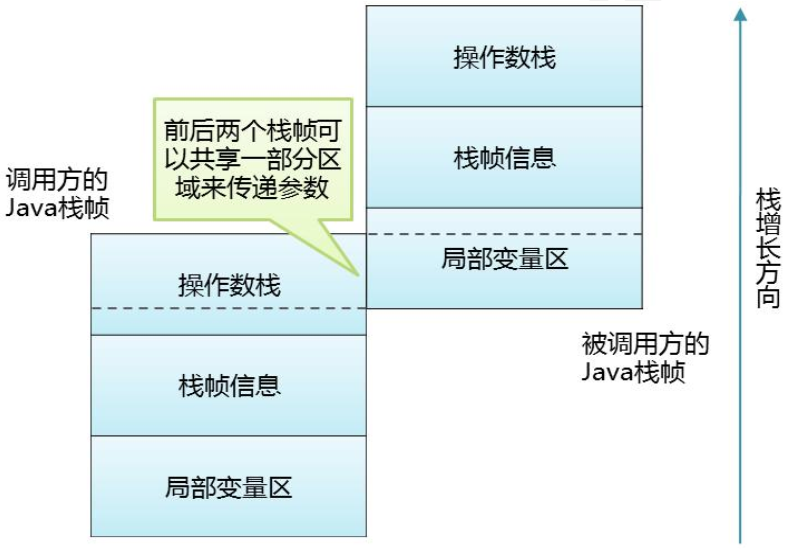 操作数栈
前后两个栈帧可
以共享一部分区
域来传递参数
栈帧信息
调用方的
Java栈帧
局部变量区
操作数栈
栈增长方向
被调用方的
Java栈帧
栈帧信息
局部变量区